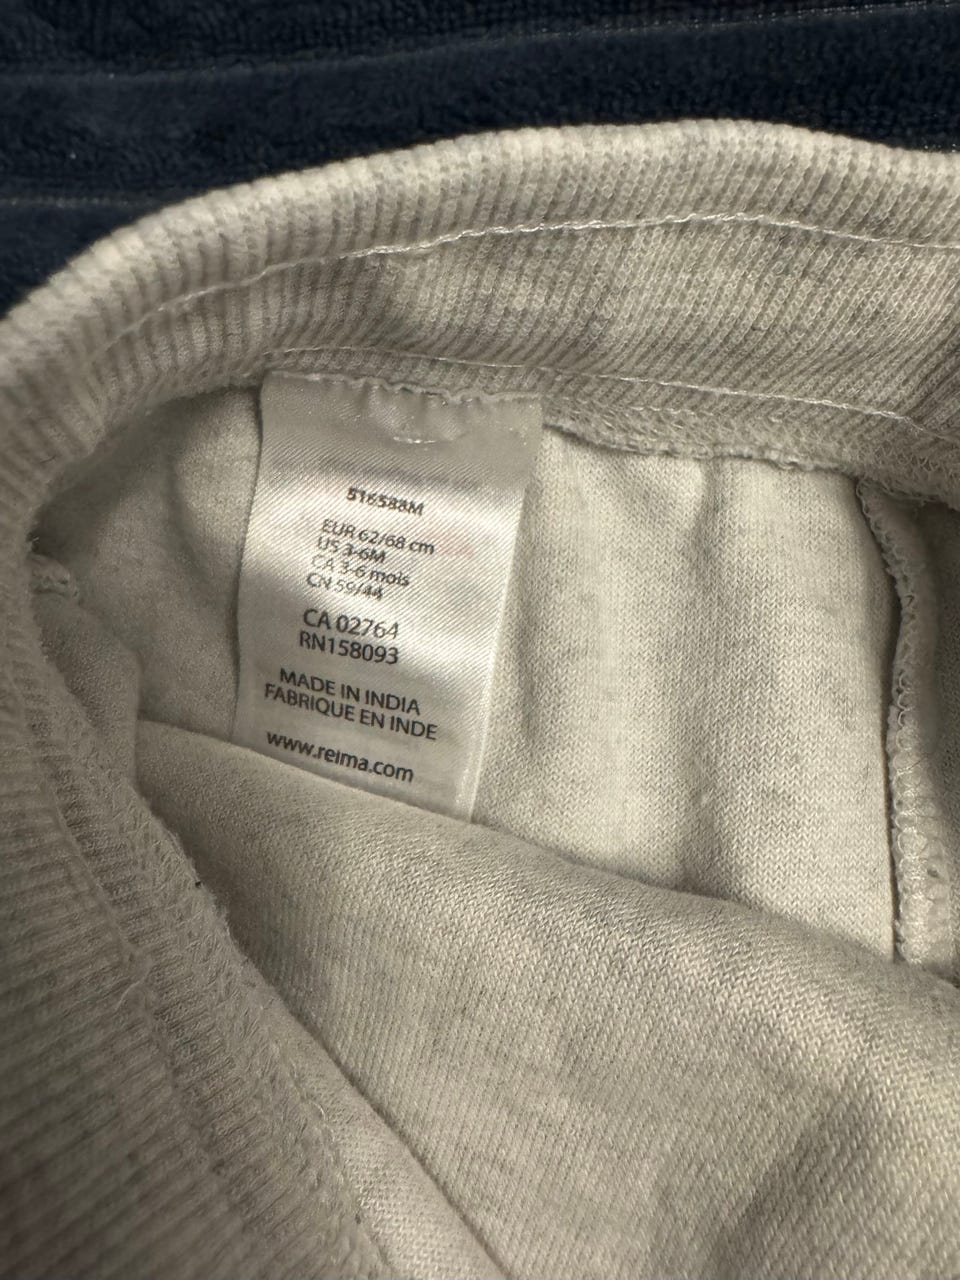 516588M
EUR 62/68 cm
US 3-6M
CA 3-6 mois
CN 59/44
CA 02764
RN158093
MADE IN INDIA
FABRIQUE EN INDE
www.reima.com